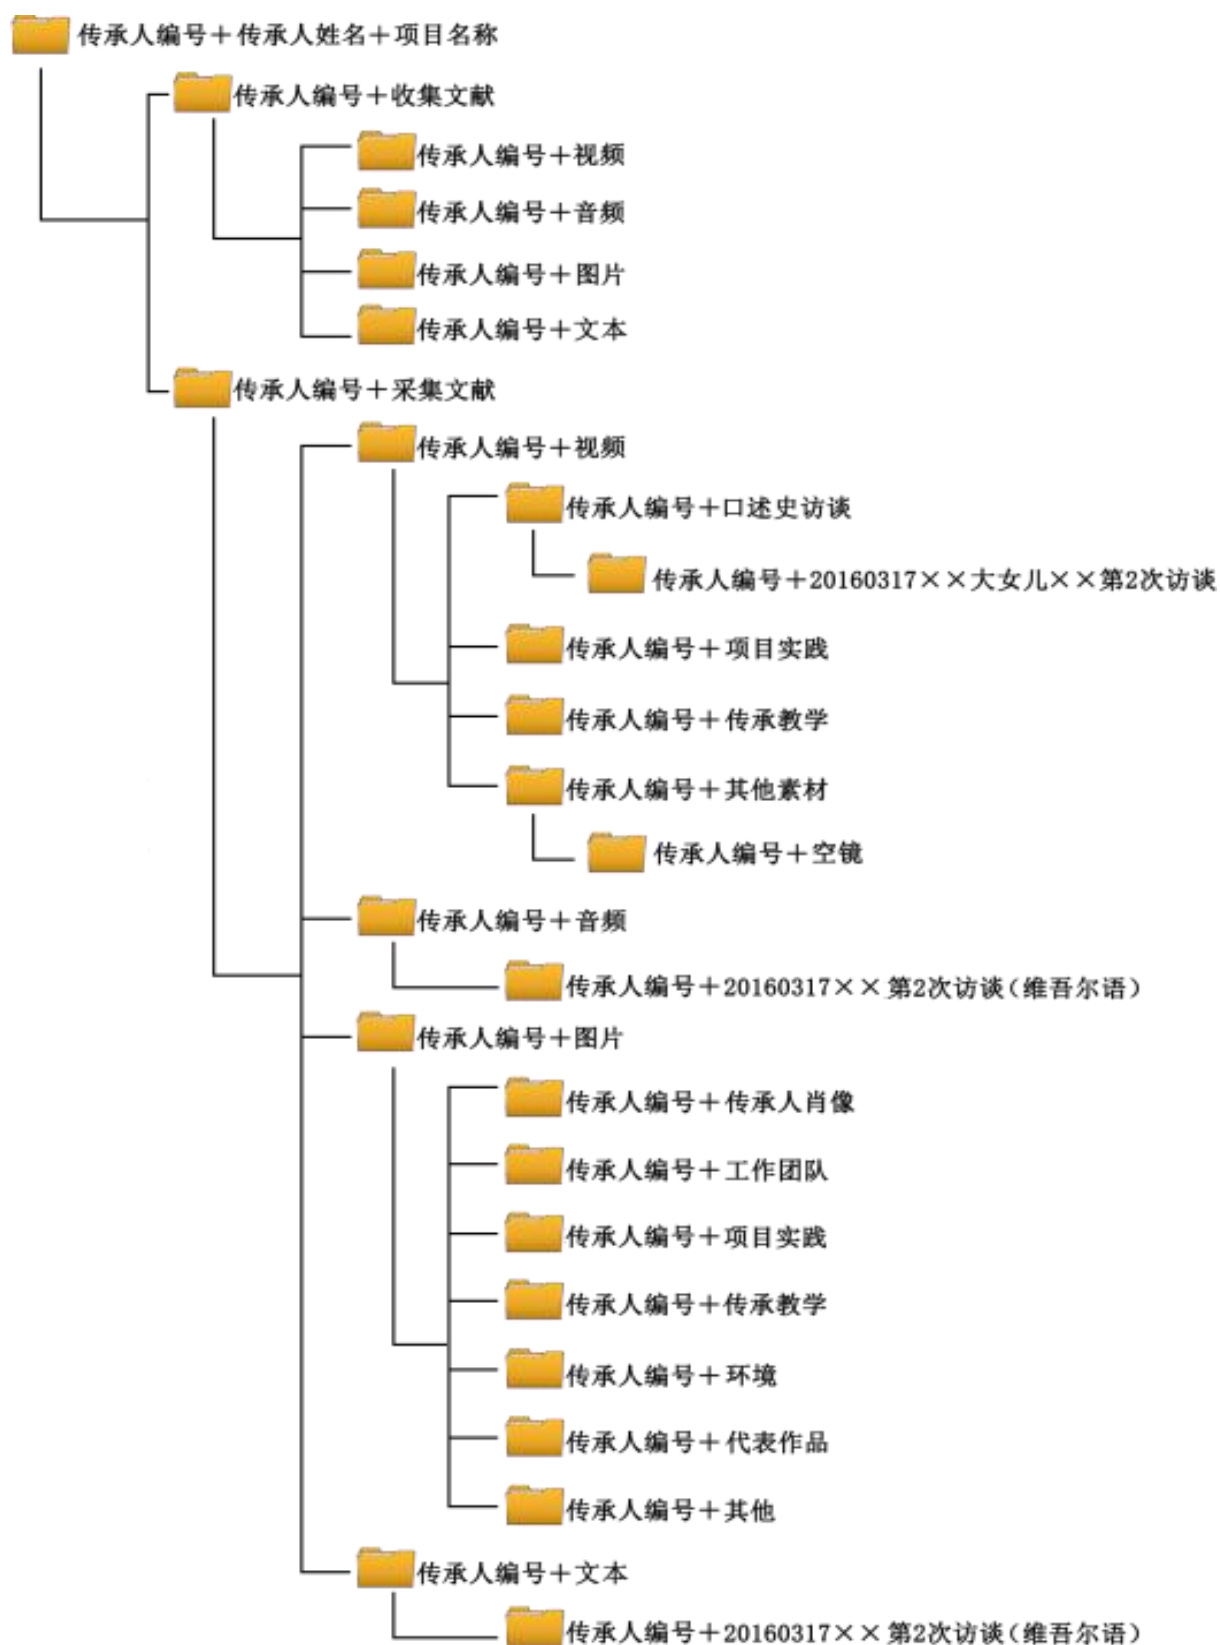 传承人编号＋传承人姓名＋项目名称
传承人编号＋收集文献
传承人编号＋视频
传承人编号＋音频
传承人编号＋图片
传承人编号＋文本
传承人编号＋采集文献
传承人编号＋视频
传承人编号＋口述史访谈
传承人编号＋20160317××大女儿××第2次访谈
传承人编号＋项目实践
传承人编号＋传承教学
传承人编号＋其他素材
传承人编号＋空镜
传承人编号＋音频
传承人编号＋20160317××第2次访谈（维吾尔语）
传承人编号＋图片
传承人编号＋传承人肖像
传承人编号＋工作团队
传承人编号＋项目实践
传承人编号＋传承教学
传承人编号＋环境
传承人编号＋代表作品
传承人编号＋其他
传承人编号＋文本
传承人编号＋20160317××第2次访谈（维吾尔语）